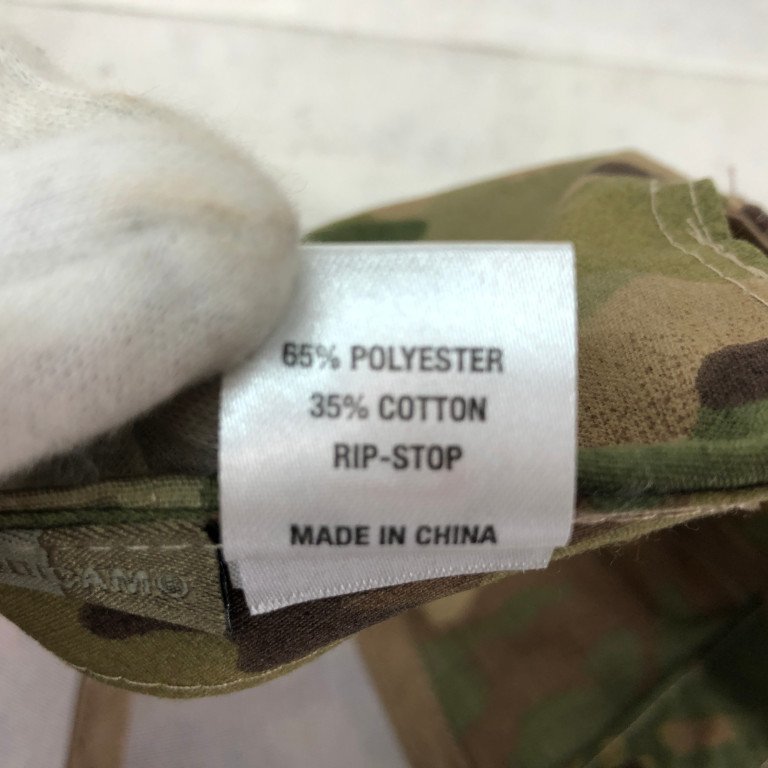 65% POLYESTER
35% COTTON
RIP-STOP
MADE IN CHINA